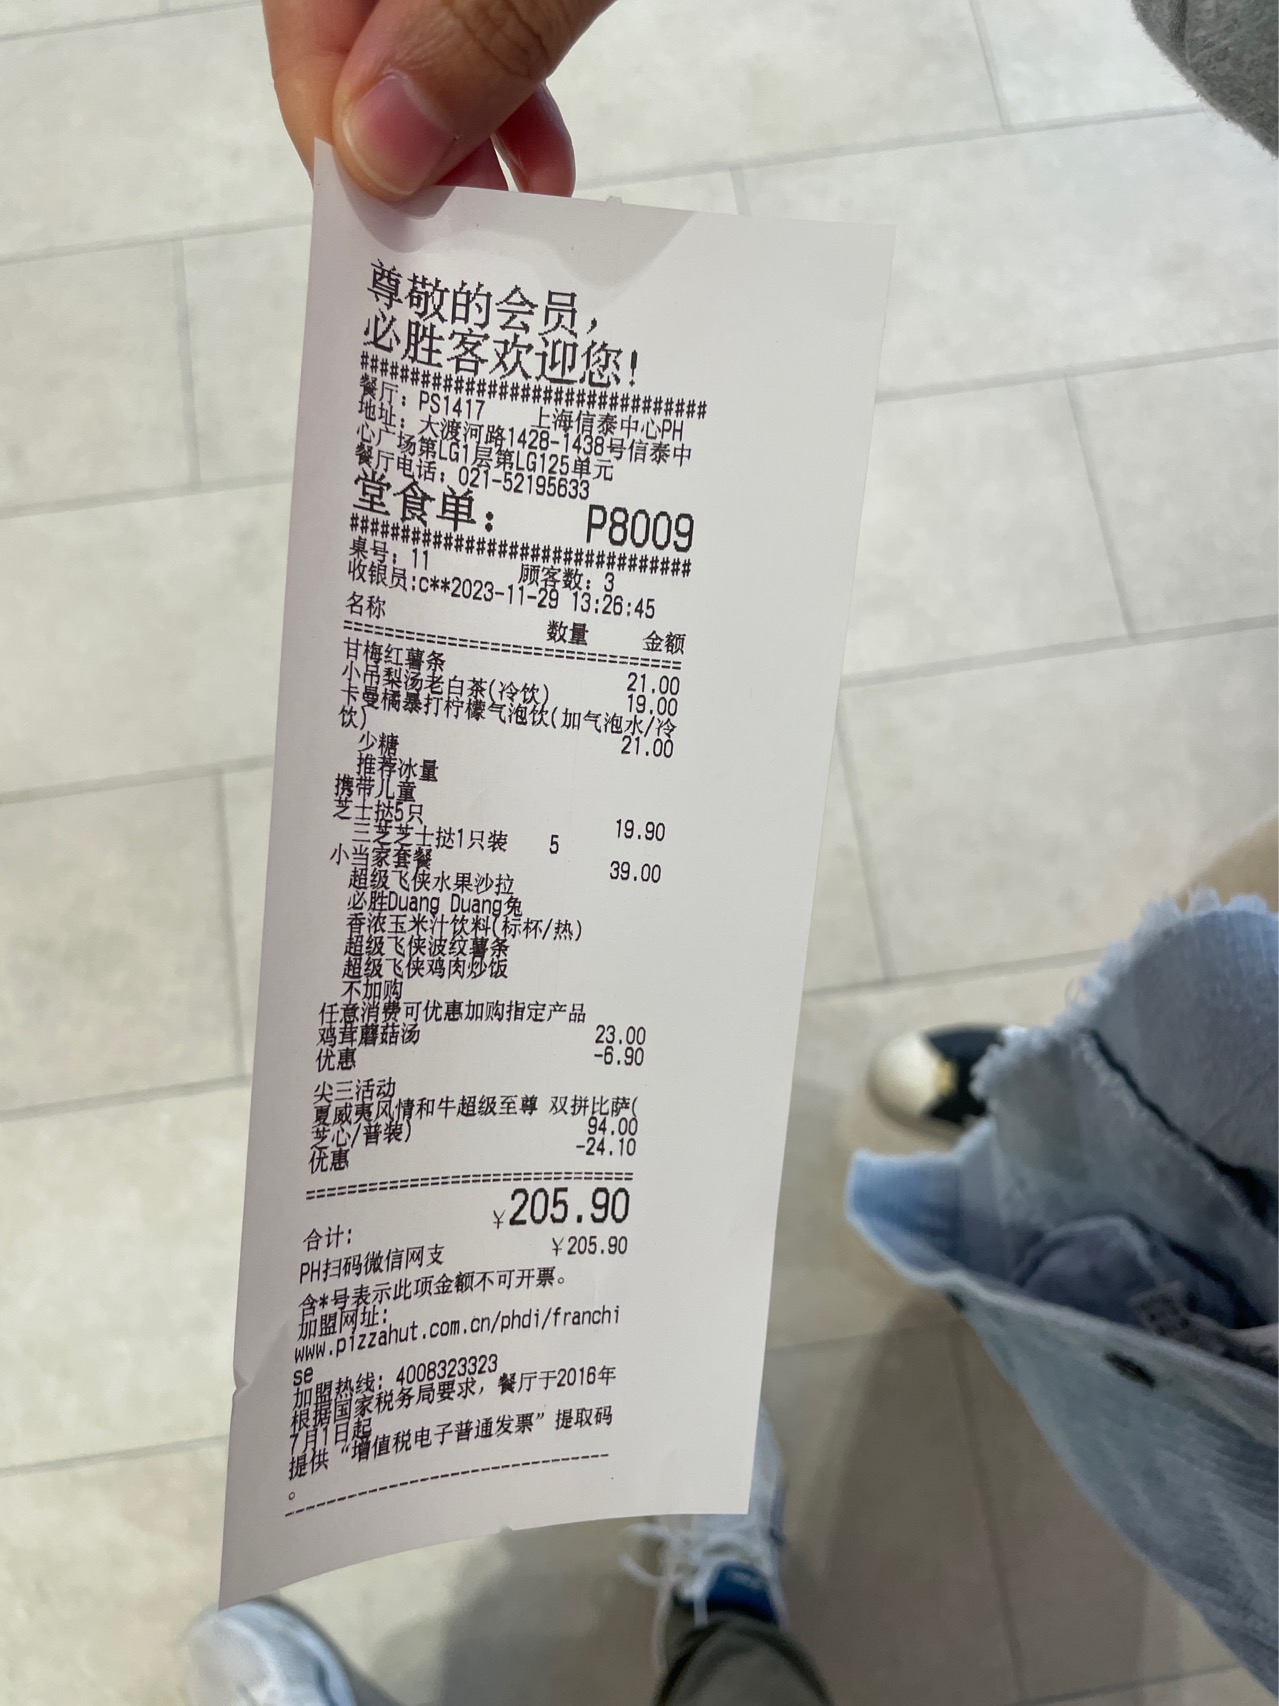 尊敬的会员,
必胜客欢迎您!
############################
餐厅: PS1417 上海信泰中心PH
地址: 大渡河路1428-1438号信泰中
心广场第LG1层第LG125单元
餐厅电话: 021-52195633
堂食单: P8009
############################
桌号: 11 顾客数: 3
收银员:c**2023-11-29 13:26:45
名称 数量 金额
甘梅红薯条 21.00
小吊梨汤老白茶(冷饮) 19.00
卡曼橘暴打柠檬气泡饮(加气泡水/冷
饮) 21.00
少糖
推荐冰量
携带儿童
芝士挞5只 19.90
三芝芝士挞1只装 5
小当家套餐 39.00
超级飞侠水果沙拉
必胜Duang Duang兔
香浓玉米汁饮料(标杯/热)
超级飞侠波纹薯条
超级飞侠鸡肉炒饭
不加购
任意消费可优惠加购指定产品
鸡茸蘑菇汤 23.00
优惠 -6.90
尖三活动
夏威夷风情和牛超级至尊 双拼比萨(
芝心/普装) 94.00
优惠 -24.10
合计: ¥205.90
PH扫码微信网支 ¥205.90
含*号表示此项金额不可开票。
加盟网址:
www.pizzahut.com.cn/phdi/franchi
se
加盟热线: 4008323323
根据国家税务局要求, 餐厅于2016年
7月1日起
提供“增值税电子普通发票”提取码
。